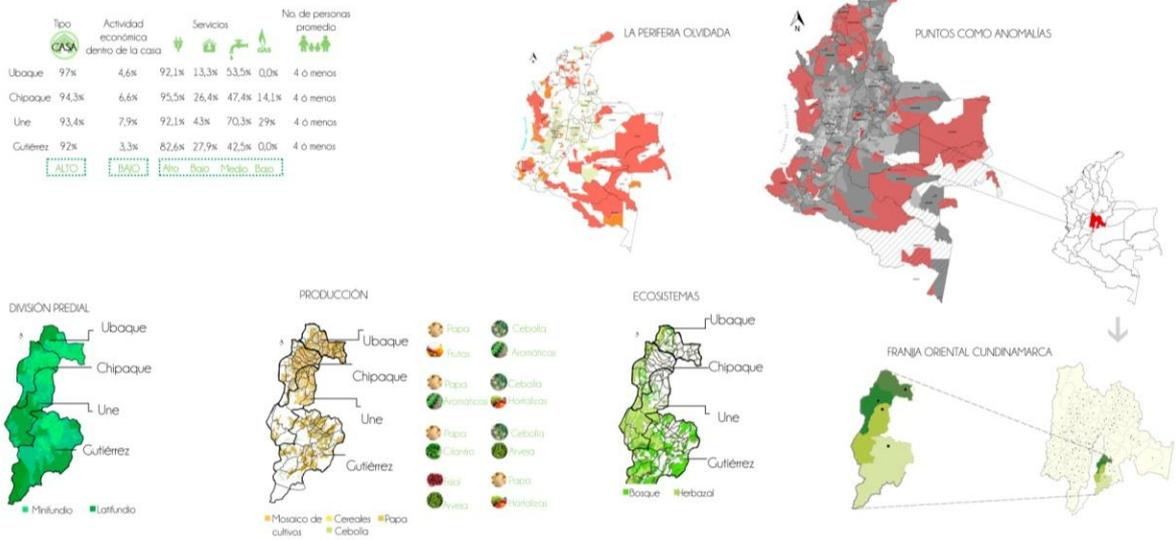 Tipo
CASA
Actividad
económica
dentro de la casa
Servicios
GAS
No. de personas
promedio
Ubaque 97% 4,6% 92,1% 13,3% 53,5% 0,0% 4 ó menos
Chipaque 94,3% 6,6% 95,5% 26,4% 47,4% 14,1% 4 ó menos
Une 93,4% 7,9% 92,1% 43% 70,3% 29% 4 ó menos
Gutiérrez 92% 3,3% 82,6% 27,9% 42,5% 0,0% 4 ó menos
ALTO BAJO Alto Bajo Medio Bajo
LA PERIFERIA OLVIDADA
PUNTOS COMO ANOMALÍAS
N
DIVISIÓN PREDIAL
Ubaque
Chipaque
Une
Gutiérrez
Minifundio Latifundio
PRODUCCIÓN
Ubaque
Chipaque
Une
Gutiérrez
Mosaico de cultivos
Cereales
Papa
Cebolla
Papa Cebolla
Frutas Aromáticas
Papa Cebolla
Aromáticas Hortalizas
Papa Cebolla
Cilantro Arveja
Papa
Arveja Hortalizas
ECOSISTEMAS
Ubaque
Chipaque
Une
Gutiérrez
Bosque Herbazal
FRANJA ORIENTAL CUNDINAMARCA